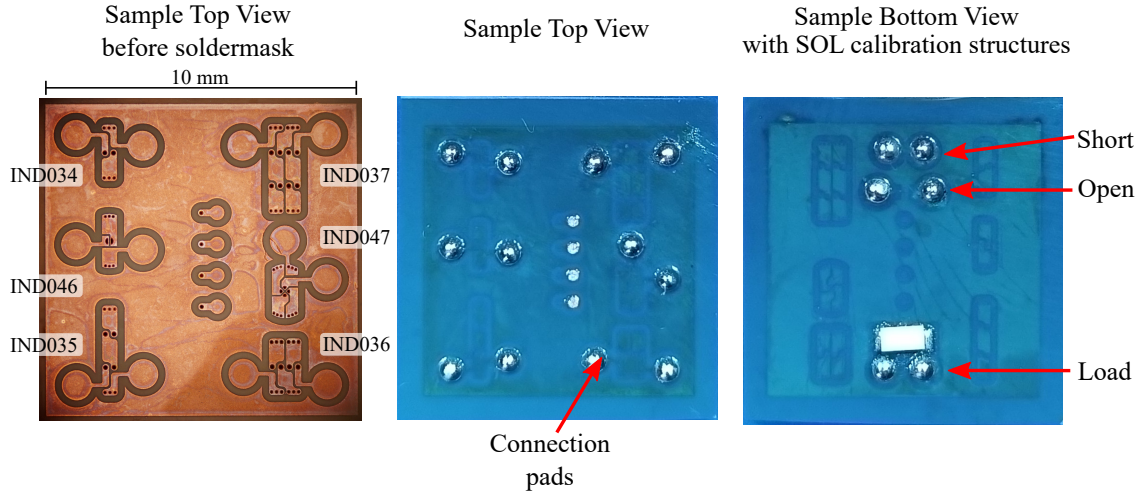 Sample Top View
before soldermask
Sample Top View
Sample Bottom View
with SOL calibration structures
10 mm
IND034
IND037
IND047
IND046
IND035
IND036
Short
Open
Load
Connection
pads